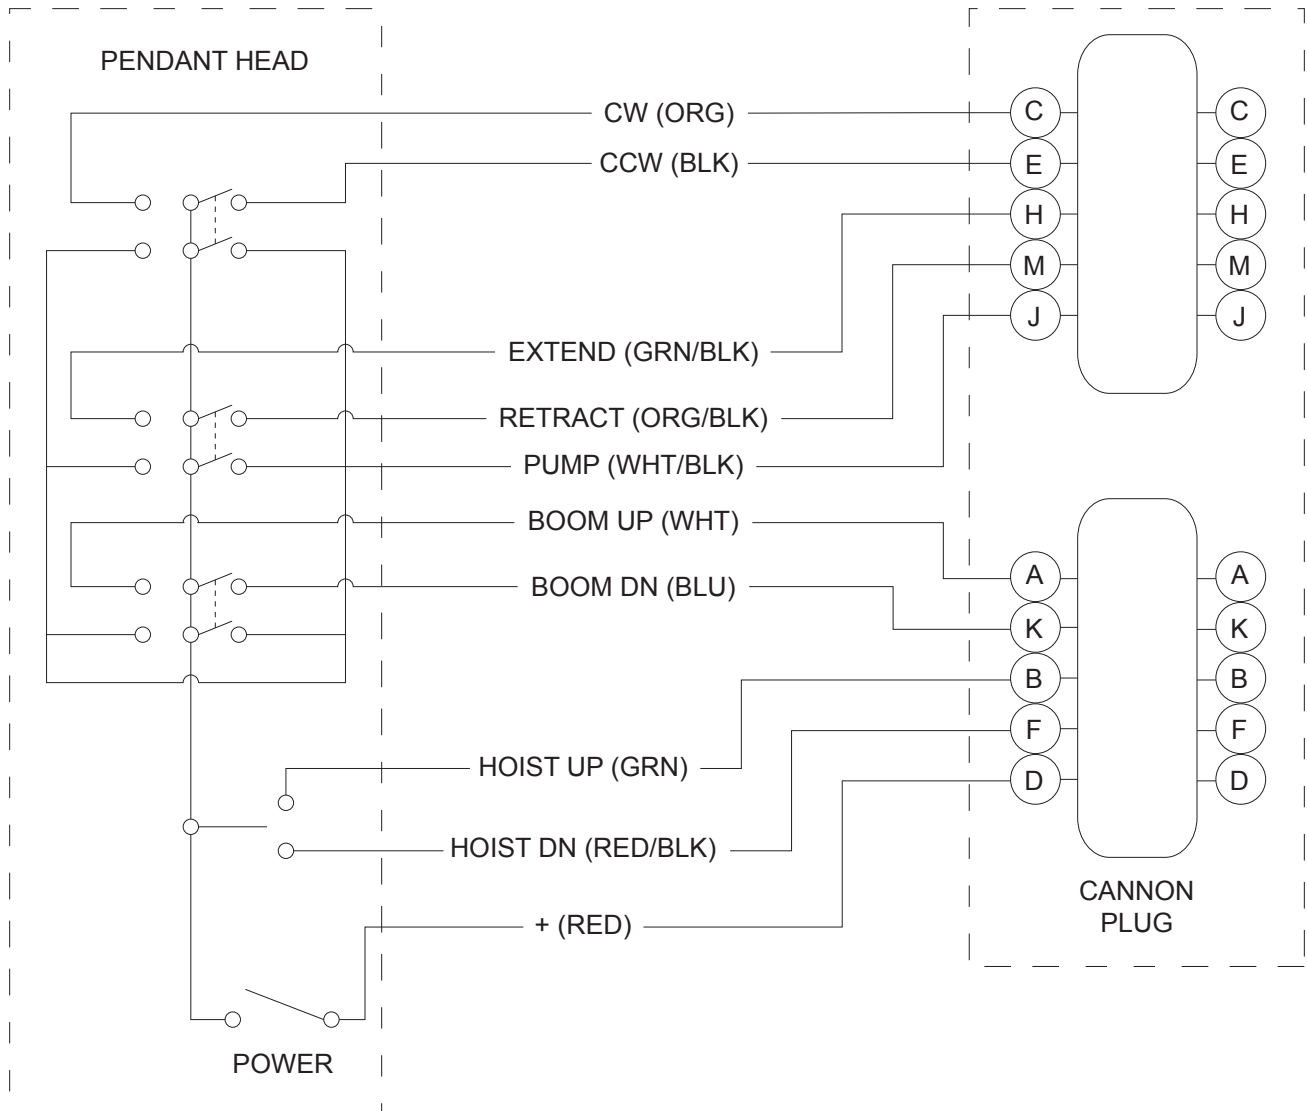 PENDANT HEAD
CW (ORG)
CCW (BLK)
EXTEND (GRN/BLK)
RETRACT (ORG/BLK)
PUMP (WHT/BLK)
BOOM UP (WHT)
BOOM DN (BLU)
HOIST UP (GRN)
HOIST DN (RED/BLK)
+ (RED)
POWER
C C
E E
H H
M M
J J
A A
K K
B B
F F
D D
CANNON
PLUG